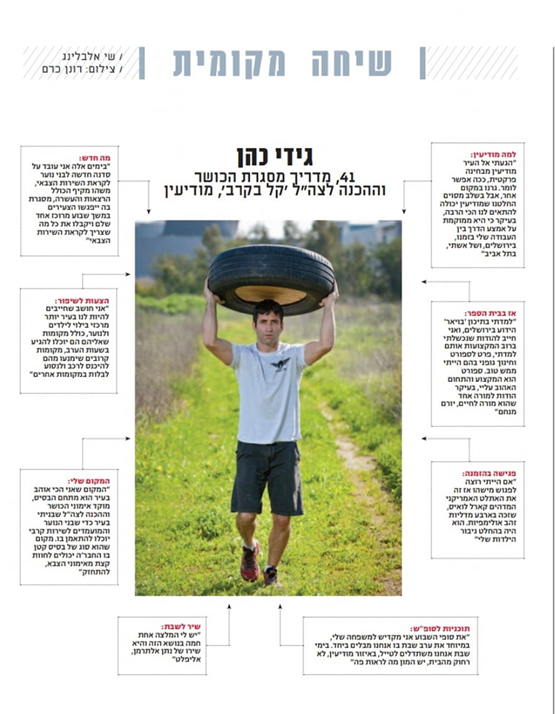 / שי אלבלינג
/ צילום: רונן כרם
שיחה מקומית
גידי כהן
41, מדריך מסגרת הכושר
וההכנה לצה"ל 'קל בקרב', מודיעין
למה מודיעין:
"הגעתי אל העיר
מודיעין מבחינה
פרקטית, ככה אפשר
לומר. גרנו במקום
אחר, אבל בשלב מסוים
החלטנו שמודיעין יכולה
להתאים לנו הכי הרבה,
בעיקר כי היא ממוקמת
על אמצע הדרך בין
העבודה שלי בזמנו,
בירושלים, ושל אשתי,
בתל אביב"
אז בבית הספר:
"למדתי בתיכון 'בויאר'
הידוע בירושלים, ואני
חייב להודות שנכשלתי
ברוב המקצועות אותם
למדתי, פרט לספורט
וחינוך גופני בהם הייתי
ממש טוב. ספורט
הוא המקצוע והתחום
האהוב עליי, בעיקר
הודות למורה אחד
שהוא מורה לחיים, יורם
מנחם"
פגישה בהזמנה:
"אם הייתי רוצה
לפגוש מישהו אז זה
את האתלט האמריקני
המדהים קארל לואיס,
שזכה בארבע מדליות
זהב אולימפיות. הוא
היה בהחלט גיבור
הילדות שלי"
תוכניות לסופ"ש:
"את סופי השבוע אני מקדיש למשפחה שלי,
במיוחד את ערב שבת בו אנחנו מבלים ביחד. בימי
שבת אנחנו משתדלים לטייל, באיזור מודיעין, לא
רחוק מהבית, יש המון מה לראות פה"
מה חדש:
"בימים אלה אני עובד על
סדנה חדשה לבני נוער
לקראת השירות הצבאי,
משהו מקיף הכולל
הרצאות והעשרה, מסגרת
בה ייפגשו הצעירים
במשך שבוע מרוכז אחד
שלם ויקבלו את כל מה
שצריך לקראת השירות
הצבאי"
הצעות לשיפור:
"אני חושב שחייבים
להיות לנו בעיר יותר
מרכזי בילוי לילדים
ולנוער, כולל מקומות
שאליהם הם יוכלו להגיע
בשעות הערב, מקומות
קרובים שימנעו מהם
להיכנס לרכב ולנסוע
לבלות במקומות אחרים"
המקום שלי:
"המקום שאני הכי אוהב
בעיר הוא מתחם הבסיס,
מוקד אימוני הכושר
וההכנה לצה"ל שבניתי
בעיר כדי שבני הנוער
והמועמדים לשירות קרבי
יוכלו להתאמן בו. מקום
שהוא סוג של בסיס קטן
בו החבר'ה יכולים לחוות
קצת מאימוני הצבא,
להתחזק"
שיר לשבת:
"יש לי המלצה אחת
חמה בנושא הזה והיא
שירו של נתן אלתרמן,
אליפלט"